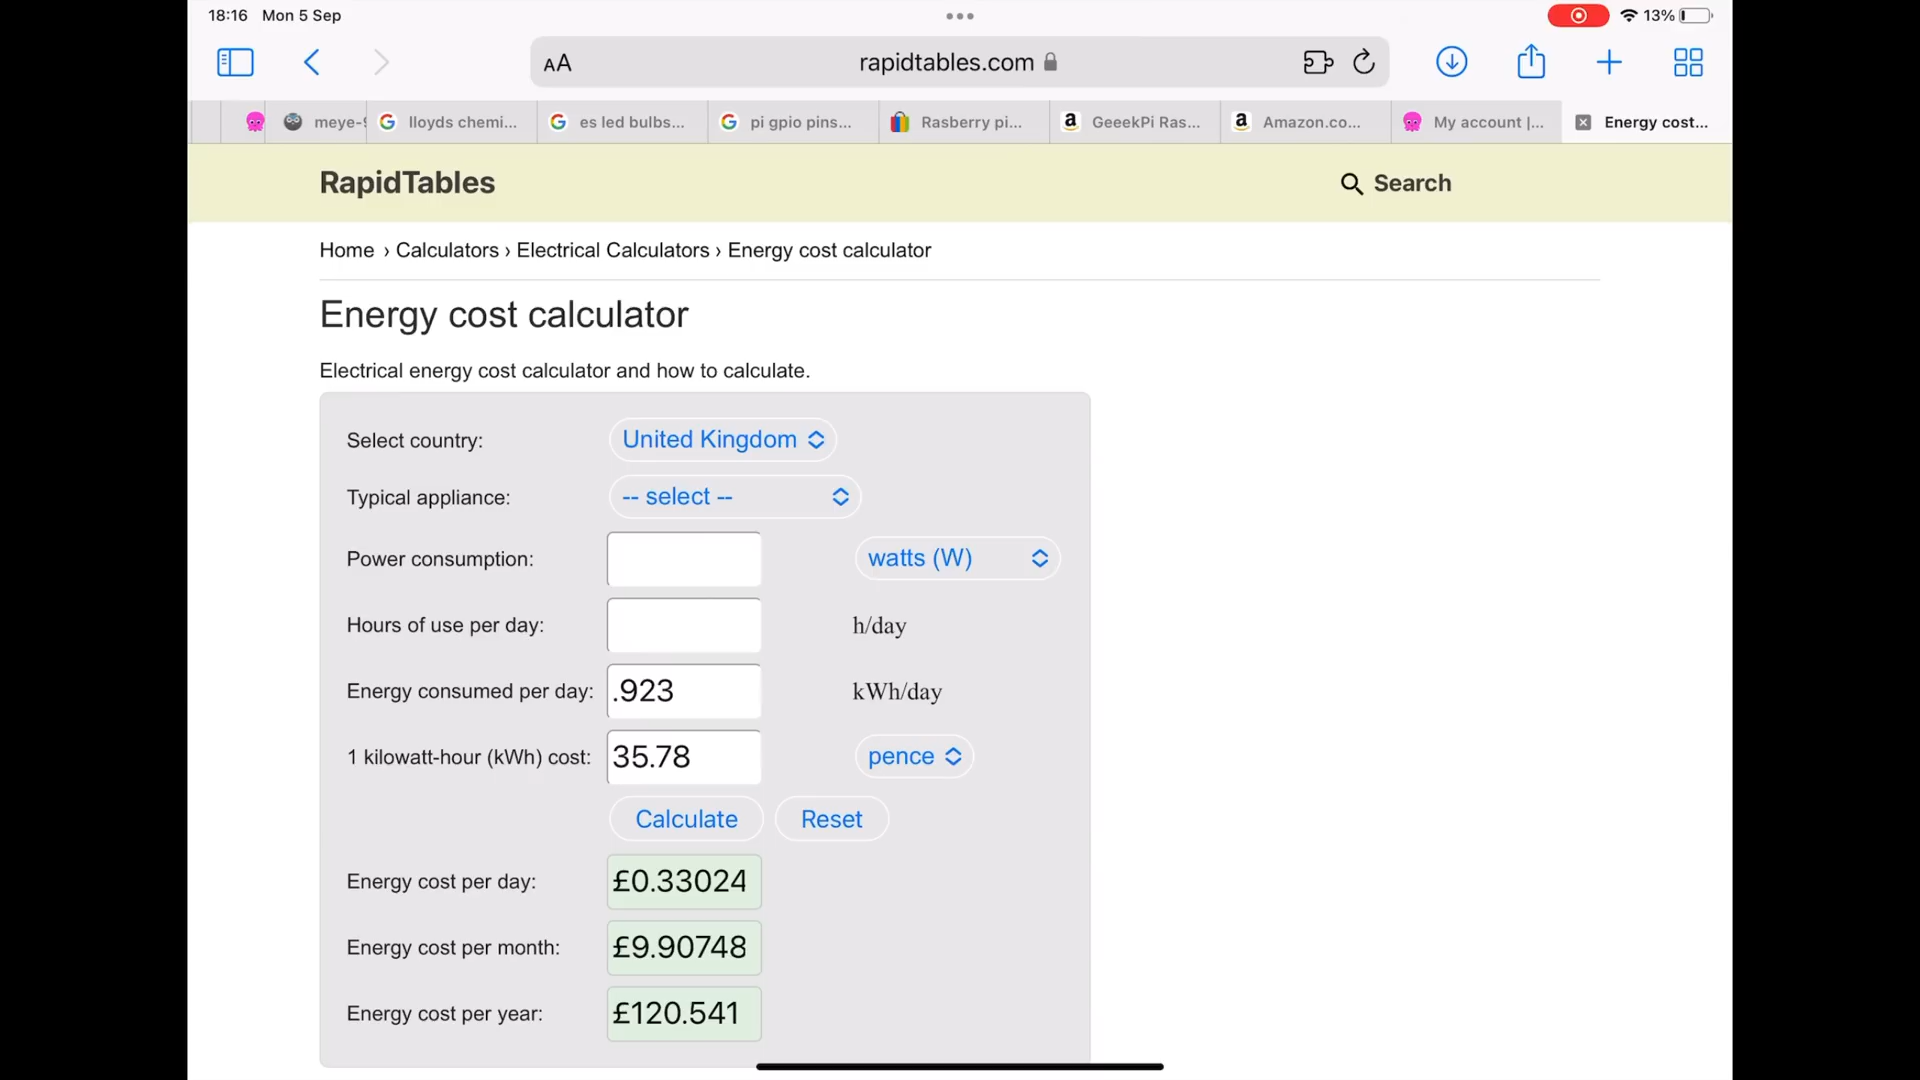 18:16 Mon 5 Sep
13%
AA rapidtables.com
meye-9 lloyds chemi... es led bulbs... pi gpio pins... Rasberry pi... GeeekPi Ras... Amazon.co... My account |... Energy cost...
RapidTables
Search
Home › Calculators › Electrical Calculators › Energy cost calculator
Energy cost calculator
Electrical energy cost calculator and how to calculate.
Select country: United Kingdom
Typical appliance: -- select --
Power consumption: watts (W)
Hours of use per day: h/day
Energy consumed per day: .923 kWh/day
1 kilowatt-hour (kWh) cost: 35.78 pence
Calculate Reset
Energy cost per day: £0.33024
Energy cost per month: £9.90748
Energy cost per year: £120.541